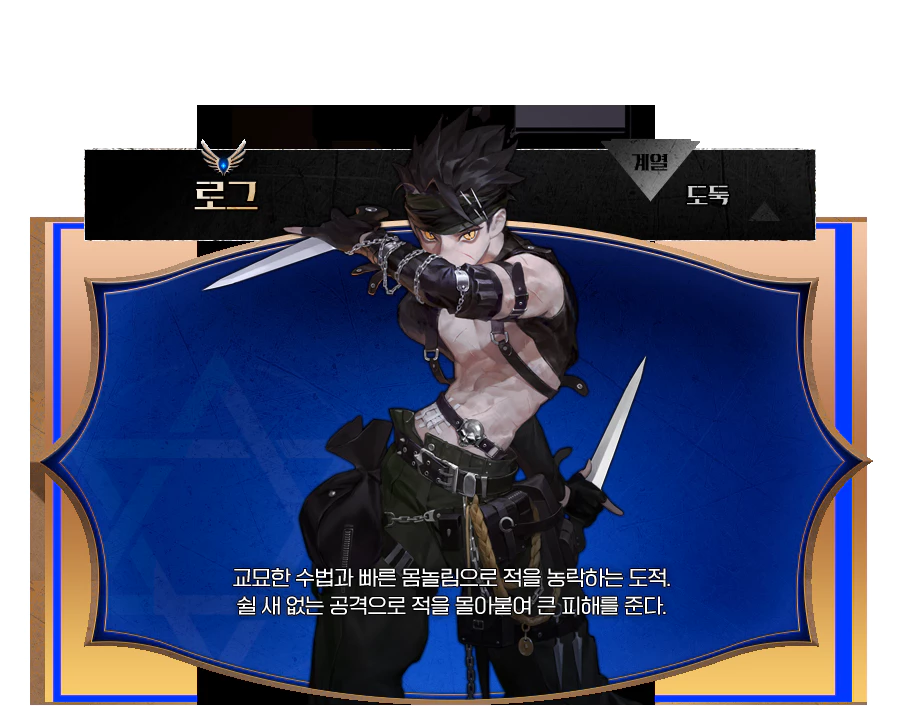 로그
계열
도둑
교묘한 수법과 빠른 몸놀림으로 적을 농락하는 도적.
쉴 새 없는 공격으로 적을 몰아붙여 큰 피해를 준다.